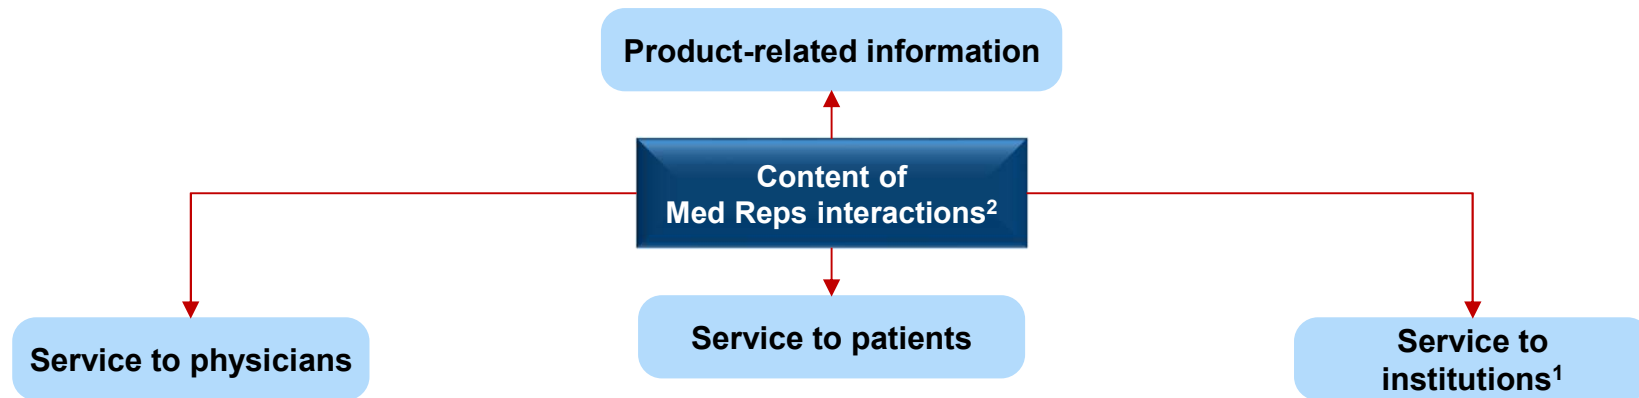 Product-related information
Content of
Med Reps interactions²
Service to patients
Service to physicians
Service to
institutions¹